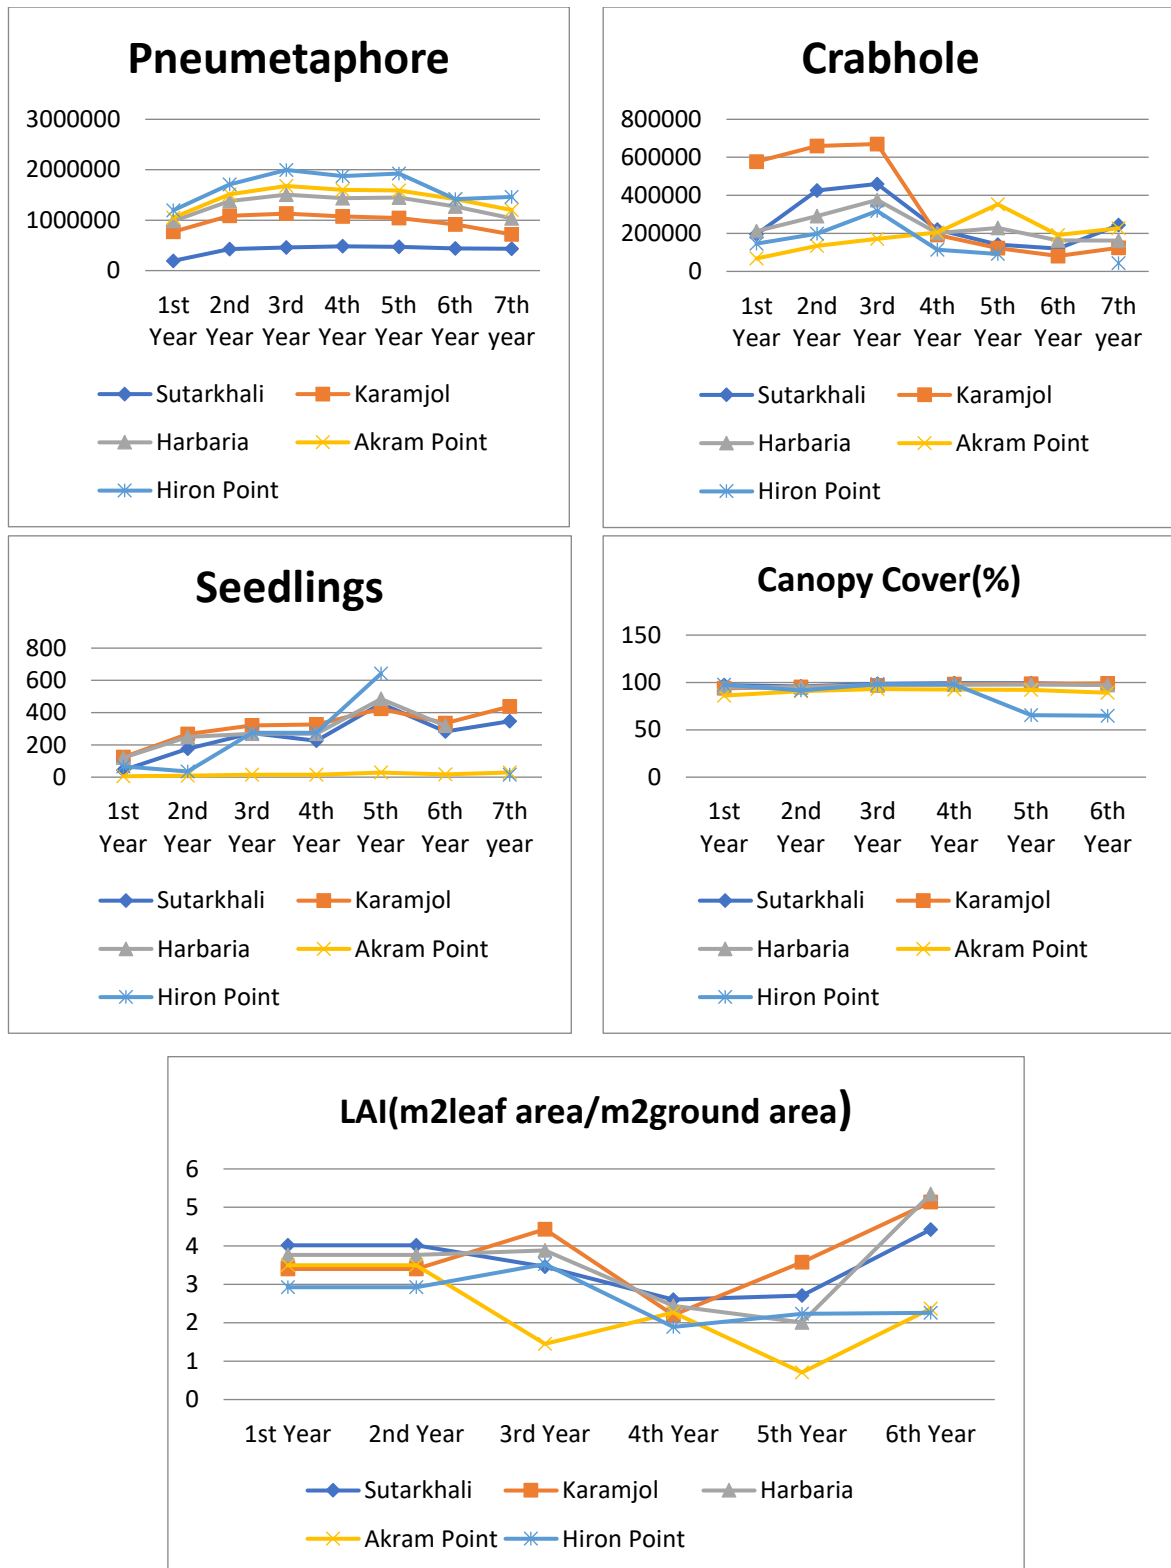 Pneumetaphore
3000000
2000000
1000000
0
1st Year
2nd Year
3rd Year
4th Year
5th Year
6th Year
7th year
Sutarkhali
Karamjol
Harbaria
Akram Point
Hiron Point
Crabhole
800000
600000
400000
200000
0
1st Year
2nd Year
3rd Year
4th Year
5th Year
6th Year
7th year
Sutarkhali
Karamjol
Harbaria
Akram Point
Hiron Point
Seedlings
800
600
400
200
0
1st Year
2nd Year
3rd Year
4th Year
5th Year
6th Year
7th year
Sutarkhali
Karamjol
Harbaria
Akram Point
Hiron Point
Canopy Cover(%)
150
100
50
0
1st Year
2nd Year
3rd Year
4th Year
5th Year
6th Year
Sutarkhali
Karamjol
Harbaria
Akram Point
Hiron Point
LAI(m2leaf area/m2ground area)
6
5
4
3
2
1
0
1st Year
2nd Year
3rd Year
4th Year
5th Year
6th Year
Sutarkhali
Karamjol
Harbaria
Akram Point
Hiron Point